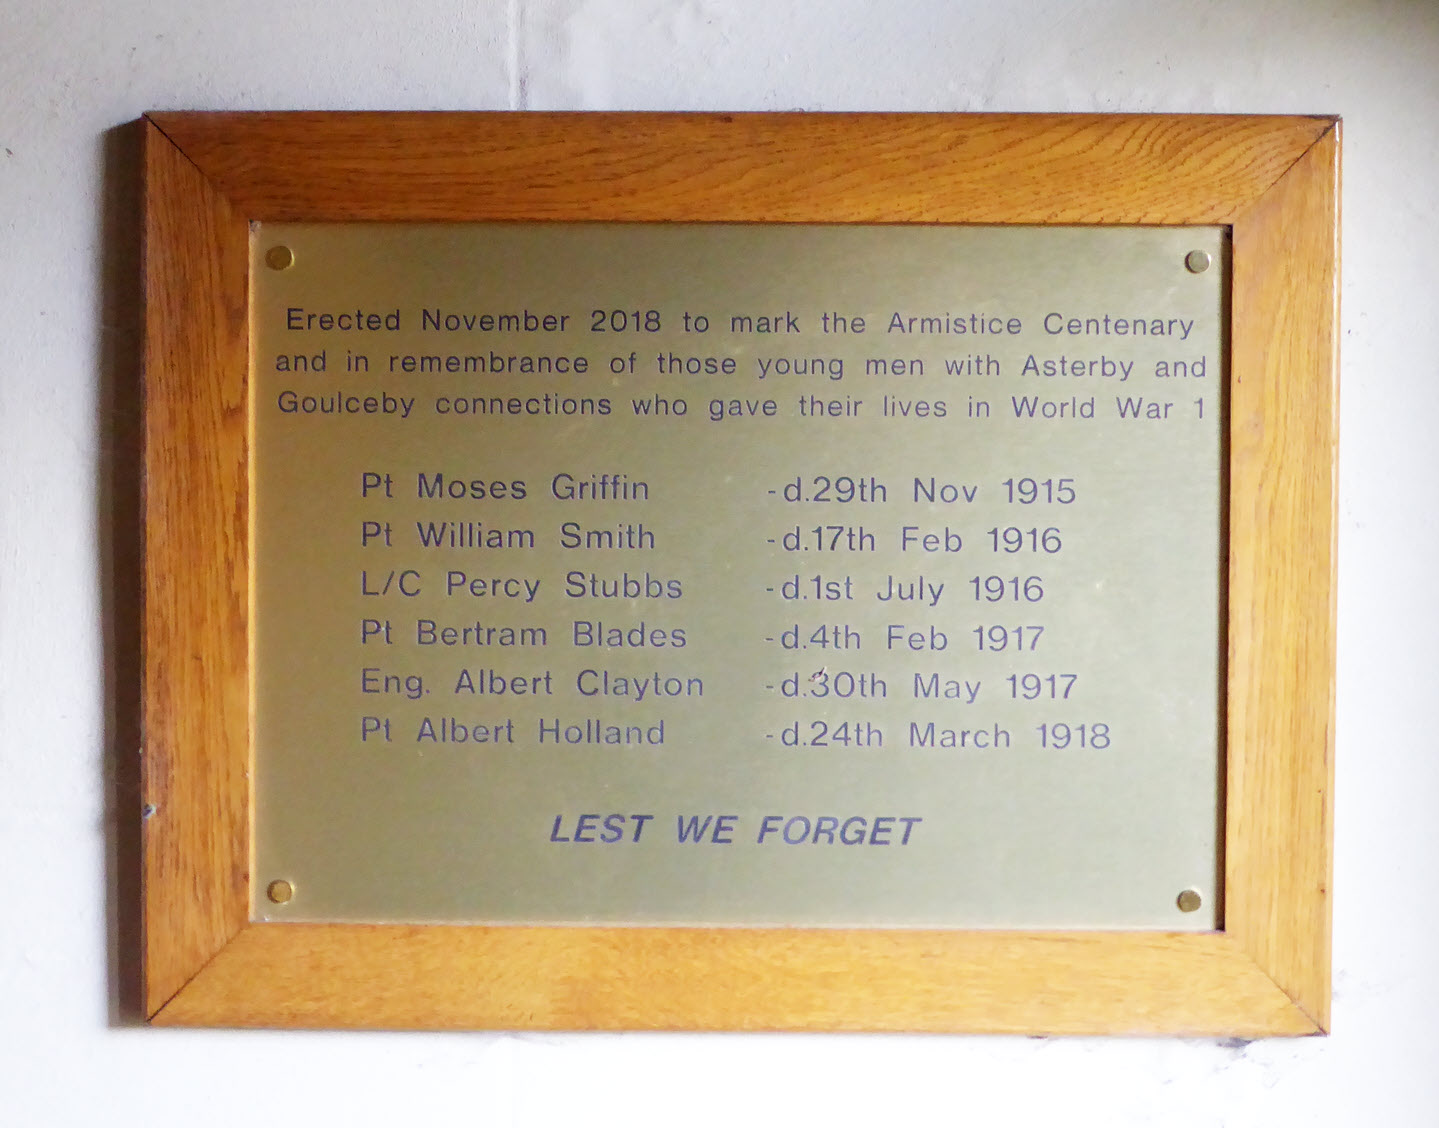 Erected November 2018 to mark the Armistice Centenary
and in remembrance of those young men with Asterby and
Goulceby connections who gave their lives in World War 1
Pt Moses Griffin -d.29th Nov 1915
Pt William Smith -d.17th Feb 1916
L/C Percy Stubbs -d.1st July 1916
Pt Bertram Blades -d.4th Feb 1917
Eng. Albert Clayton -d.30th May 1917
Pt Albert Holland -d.24th March 1918
LEST WE FORGET